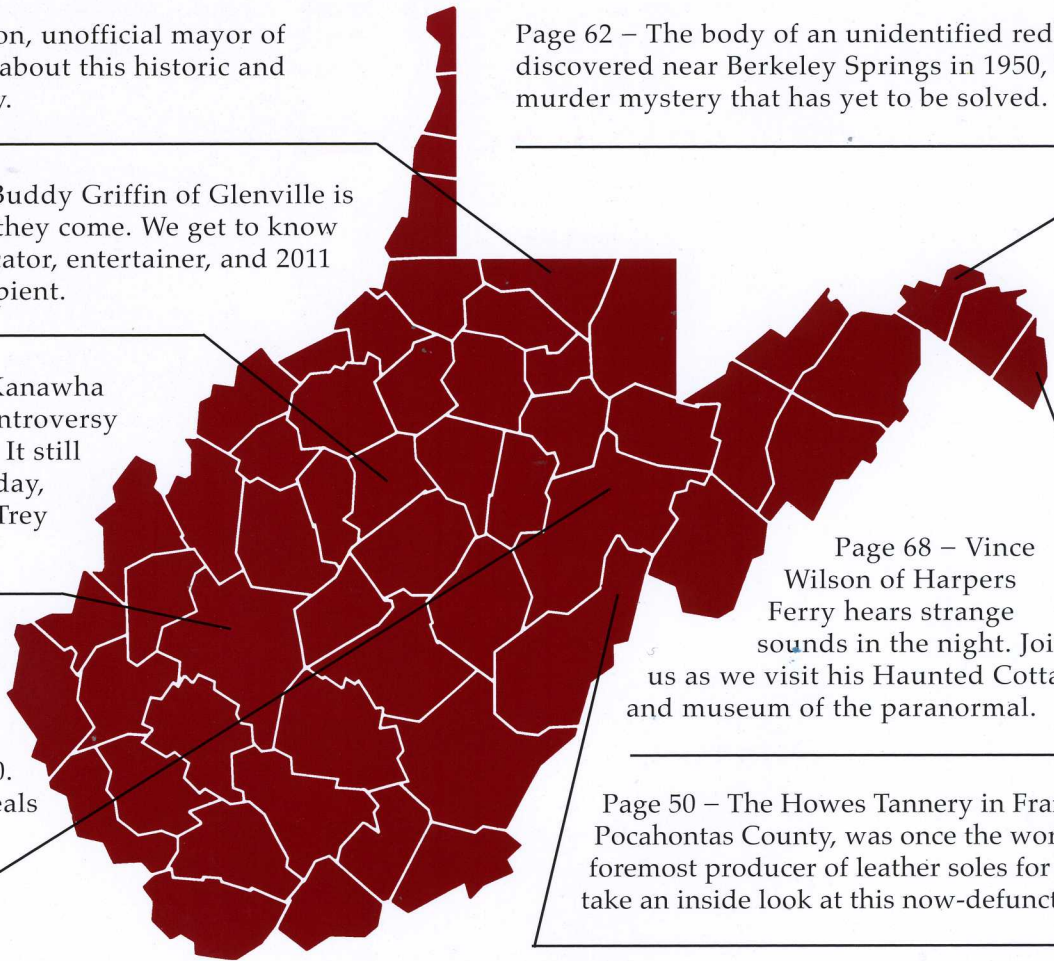 on, unofficial mayor of
about this historic and
y.
Buddy Griffin of Glenville is
they come. We get to know
ator, entertainer, and 2011
pient.
Kanawha
ntroversy
It still
day,
Trey
0.
eals
Page 62 – The body of an unidentified red
discovered near Berkeley Springs in 1950,
murder mystery that has yet to be solved.
Page 68 – Vince
Wilson of Harpers
Ferry hears strange
sounds in the night. Joi
us as we visit his Haunted Cotta
and museum of the paranormal.
Page 50 – The Howes Tannery in Fran
Pocahontas County, was once the wor
foremost producer of leather soles for
take an inside look at this now-defunct